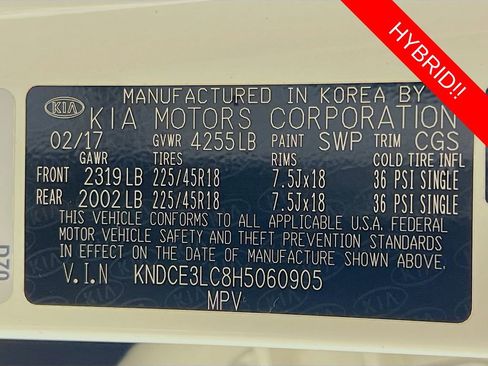 HYBRID!!
MANUFACTURED IN KOREA BY
KIA KIA MOTORS CORPORATION
02/17 GVWR 4255LB PAINT SWP TRIM CGS
GAWR TIRES RIMS COLD TIRE INFL
FRONT 2319LB 225/45R18 7.5Jx18 36 PSI SINGLE
REAR 2002LB 225/45R18 7.5Jx18 36 PSI SINGLE
THIS VEHICLE CONFORMS TO ALL APPLICABLE U.S.A. FEDERAL
MOTOR VEHICLE SAFETY AND THEFT PREVENTION STANDARDS
IN EFFECT ON THE DATE OF MANUFACTURE SHOWN ABOVE.
V.I.N KNDCE3LC8H5060905
MPV